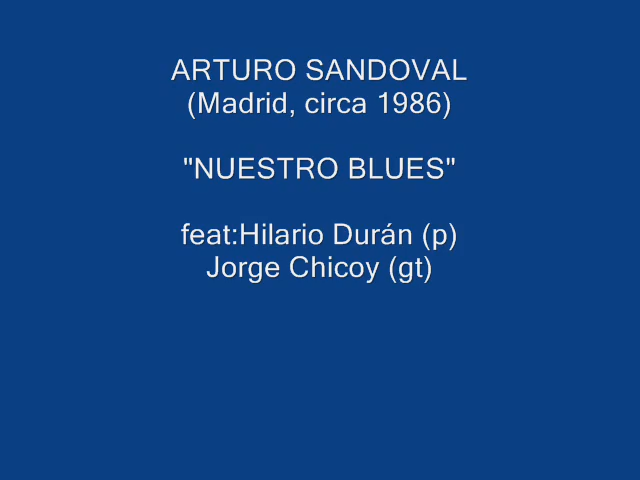 ARTURO SANDOVAL
(Madrid, circa 1986)
"NUESTRO BLUES"
feat:Hilario Durán (p)
Jorge Chicoy (gt)